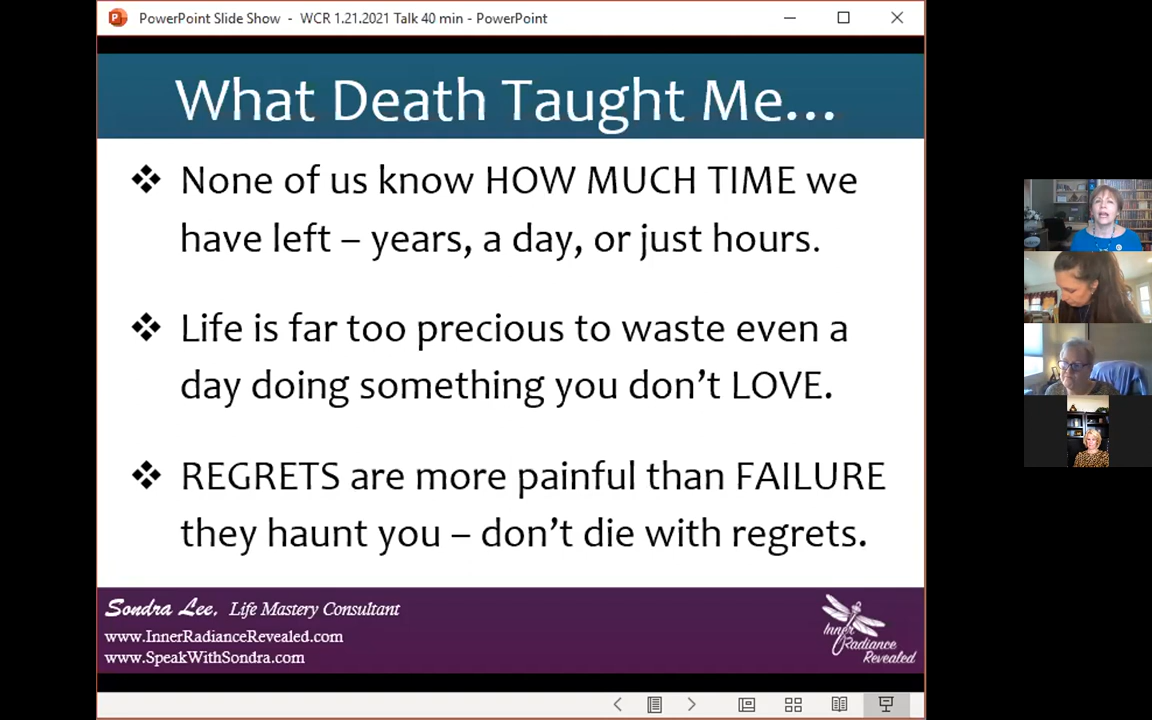 PowerPoint Slide Show - WCR 1.21.2021 Talk 40 min - PowerPoint
What Death Taught Me...
None of us know HOW MUCH TIME we
have left – years, a day, or just hours.
Life is far too precious to waste even a
day doing something you don't LOVE.
REGRETS are more painful than FAILURE
they haunt you – don't die with regrets.
Sondra Lee, Life Mastery Consultant
www.InnerRadianceRevealed.com
www.SpeakWithSondra.com
Inner
Radiance
Revealed